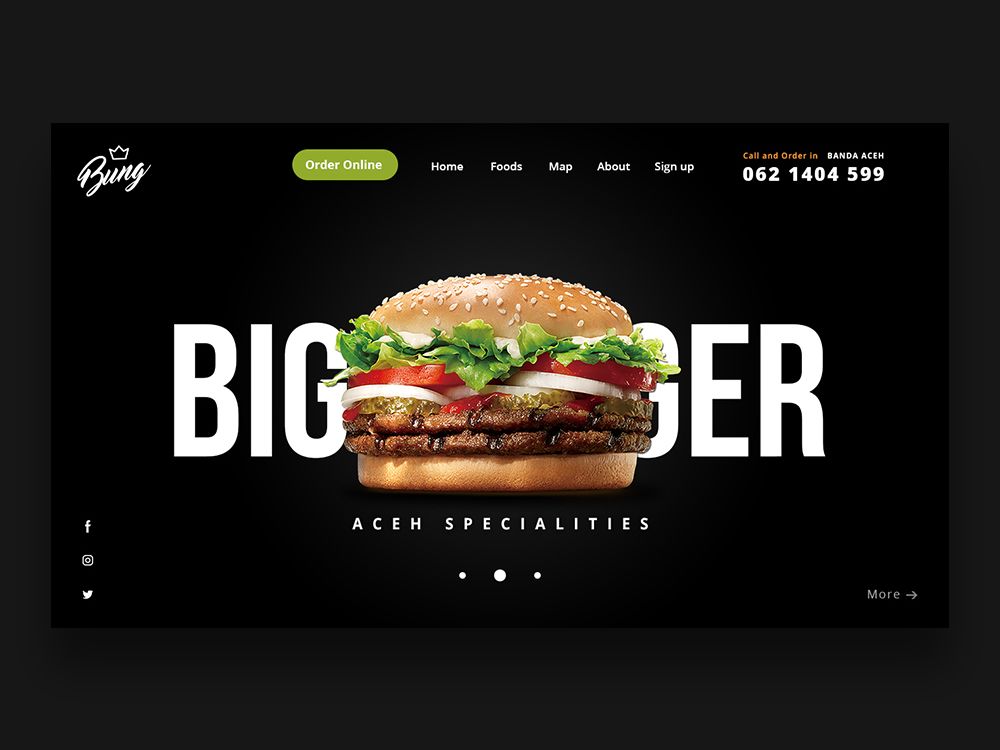 Bung
Order Online
Home
Foods
Map
About
Sign up
Call and Order in BANDA ACEH
062 1404 599
BIG GER
ACEH SPECIALITIES
More →